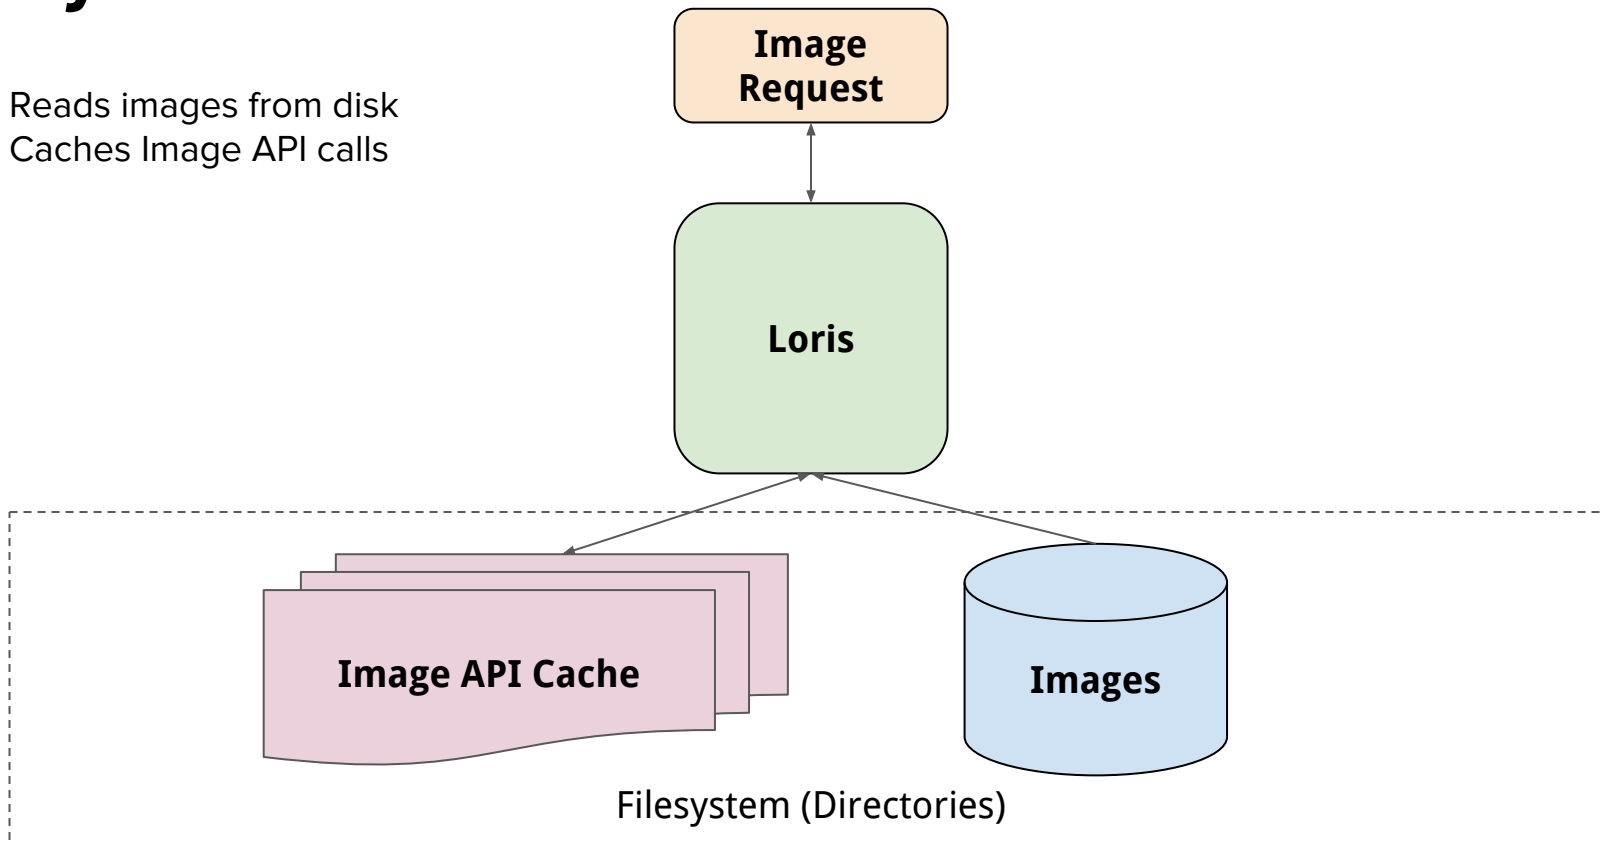 Image
Request
Reads images from disk
Caches Image API calls
Loris
Image API Cache
Images
Filesystem (Directories)